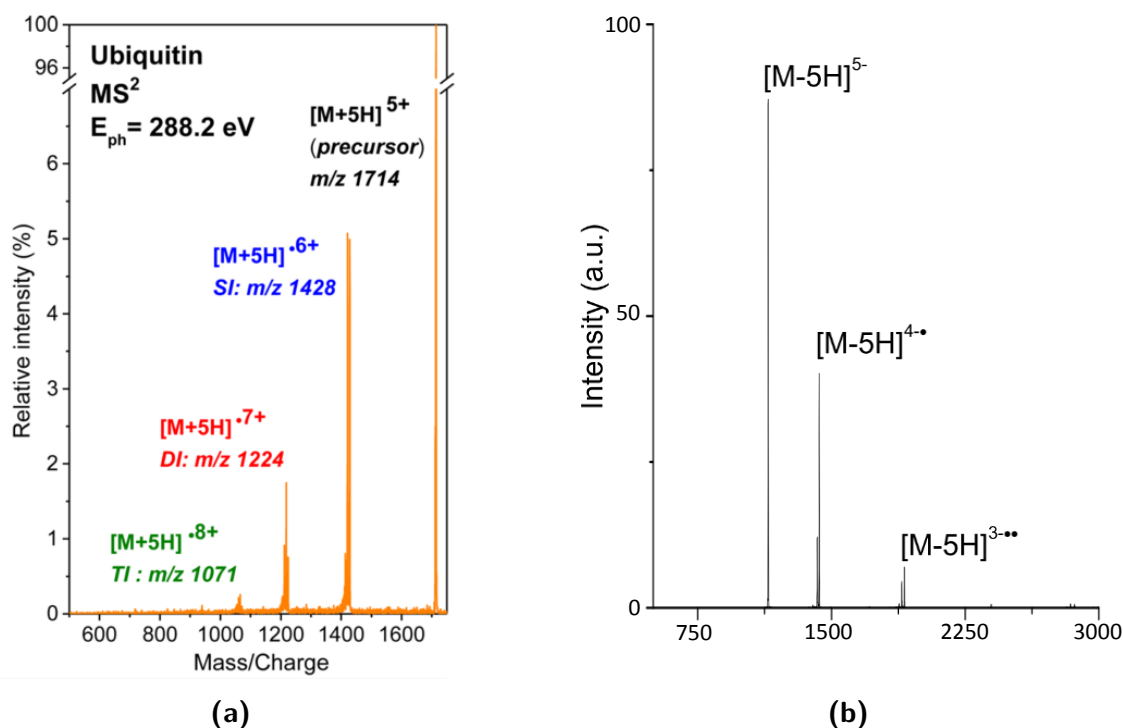 100
96
6
5
4
3
2
1
0
Relative intensity (%)
Ubiquitin
MS²
E_ph= 288.2 eV
[M+5H] ⁵⁺
(precursor)
m/z 1714
[M+5H] •⁶⁺
SI: m/z 1428
[M+5H] •⁷⁺
DI: m/z 1224
[M+5H] •⁸⁺
TI : m/z 1071
600 800 1000 1200 1400 1600
Mass/Charge
(a)
100
50
0
Intensity (a.u.)
[M-5H]⁵⁻
[M-5H]⁴⁻•
[M-5H]³⁻••
750 1500 2250 3000
(b)